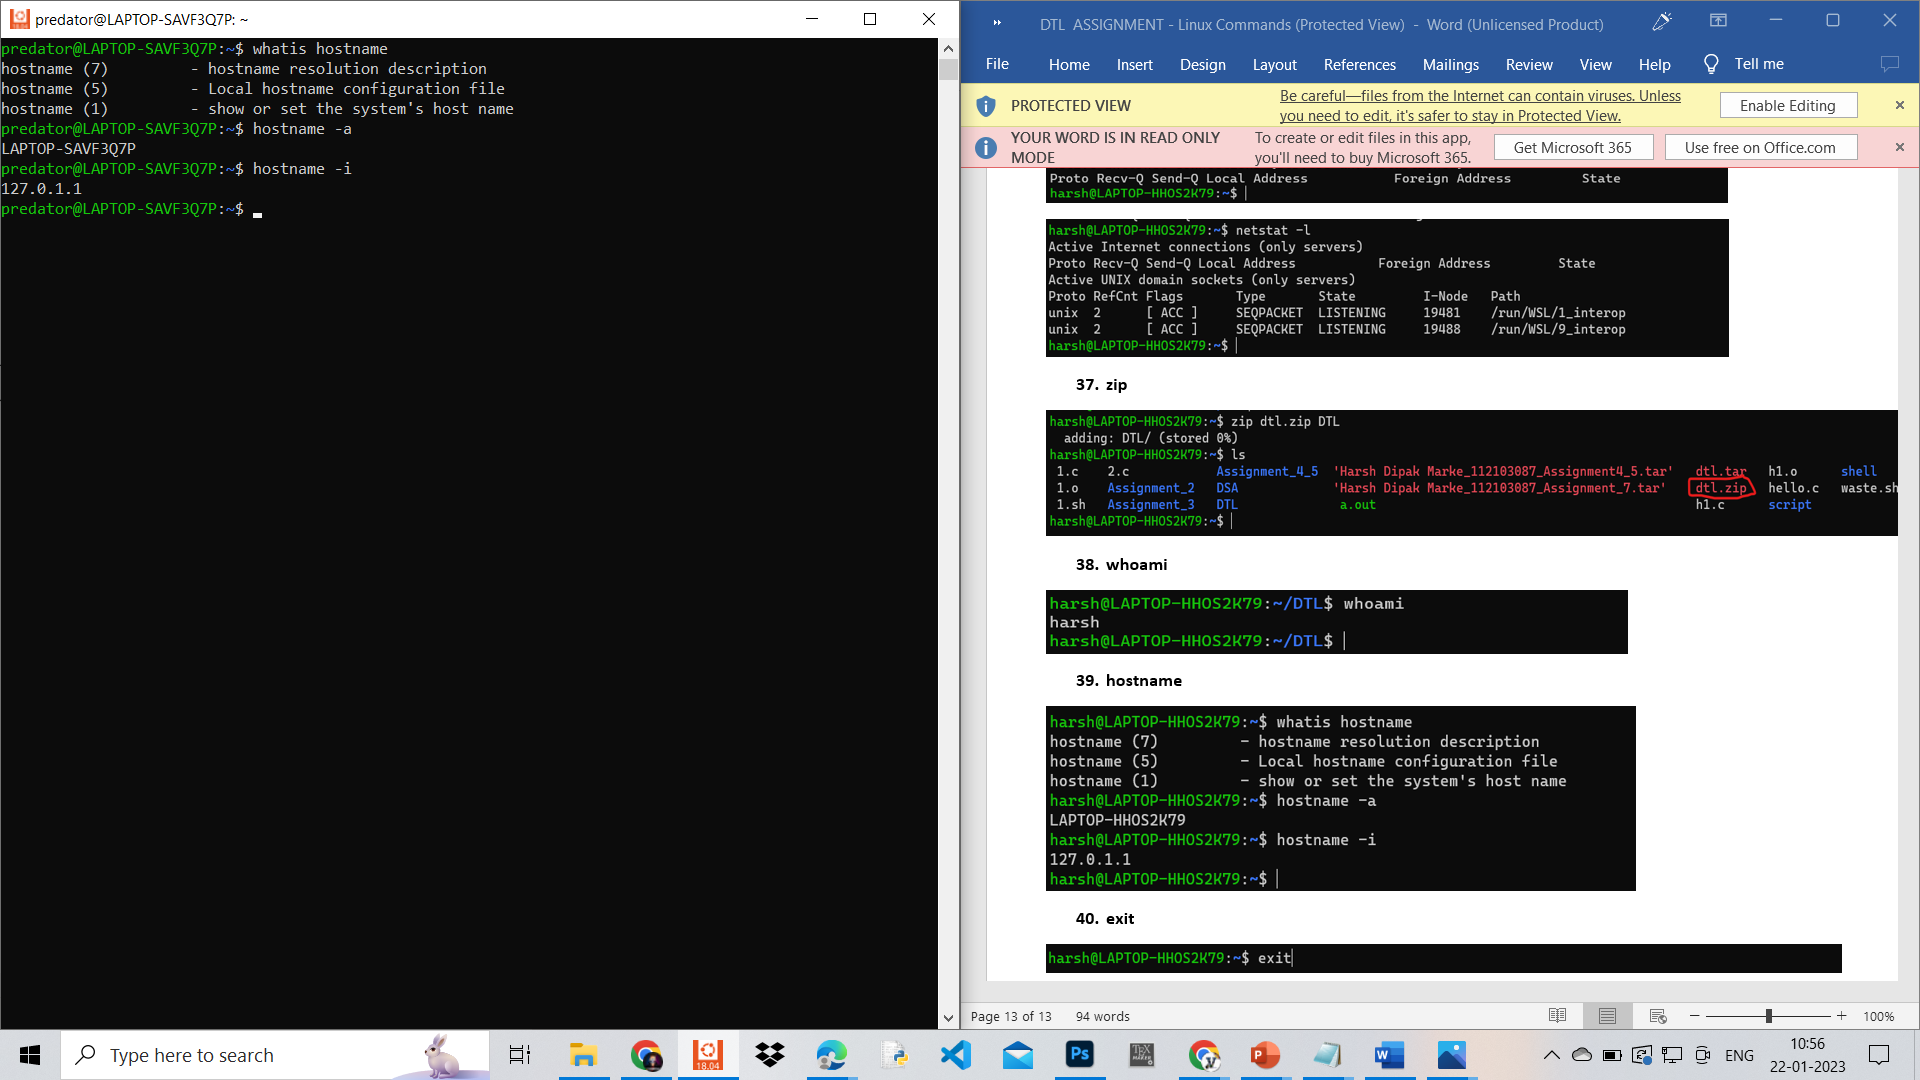 predator@LAPTOP-SAVF3Q7P: ~
predator@LAPTOP-SAVF3Q7P:~$ whatis hostname
hostname (7)         - hostname resolution description
hostname (5)         - Local hostname configuration file
hostname (1)         - show or set the system's host name
predator@LAPTOP-SAVF3Q7P:~$ hostname -a
LAPTOP-SAVF3Q7P
predator@LAPTOP-SAVF3Q7P:~$ hostname -i
127.0.1.1
predator@LAPTOP-SAVF3Q7P:~$
DTL ASSIGNMENT - Linux Commands (Protected View) - Word (Unlicensed Product)
File Home Insert Design Layout References Mailings Review View Help Tell me
PROTECTED VIEW
Be careful—files from the Internet can contain viruses. Unless
you need to edit, it's safer to stay in Protected View.
Enable Editing
YOUR WORD IS IN READ ONLY
MODE
To create or edit files in this app,
you'll need to buy Microsoft 365.
Get Microsoft 365
Use free on Office.com
Proto Recv-Q Send-Q Local Address           Foreign Address         State
harsh@LAPTOP-HHOS2K79:~$
harsh@LAPTOP-HHOS2K79:~$ netstat -l
Active Internet connections (only servers)
Proto Recv-Q Send-Q Local Address           Foreign Address         State
Active UNIX domain sockets (only servers)
Proto RefCnt Flags       Type       State         I-Node   Path
unix  2      [ ACC ]     SEQPACKET  LISTENING     19481    /run/WSL/1_interop
unix  2      [ ACC ]     SEQPACKET  LISTENING     19488    /run/WSL/9_interop
harsh@LAPTOP-HHOS2K79:~$
37. zip
harsh@LAPTOP-HHOS2K79:~$ zip dtl.zip DTL
  adding: DTL/ (stored 0%)
harsh@LAPTOP-HHOS2K79:~$ ls
1.c   2.c   Assignment_4_5   'Harsh Dipak Marke_112103087_Assignment4_5.tar'   dtl.tar   h1.o   shell
1.o   Assignment_2   DSA   'Harsh Dipak Marke_112103087_Assignment_7.tar'   dtl.zip   hello.c   waste.sh
1.sh   Assignment_3   DTL   a.out   h1.c   script
harsh@LAPTOP-HHOS2K79:~$
38. whoami
harsh@LAPTOP-HHOS2K79:~/DTL$ whoami
harsh
harsh@LAPTOP-HHOS2K79:~/DTL$
39. hostname
harsh@LAPTOP-HHOS2K79:~$ whatis hostname
hostname (7)         - hostname resolution description
hostname (5)         - Local hostname configuration file
hostname (1)         - show or set the system's host name
harsh@LAPTOP-HHOS2K79:~$ hostname -a
LAPTOP-HHOS2K79
harsh@LAPTOP-HHOS2K79:~$ hostname -i
127.0.1.1
harsh@LAPTOP-HHOS2K79:~$
40. exit
harsh@LAPTOP-HHOS2K79:~$ exit
Page 13 of 13   94 words
100%
Type here to search
18.04
Ps
ENG
10:56
22-01-2023